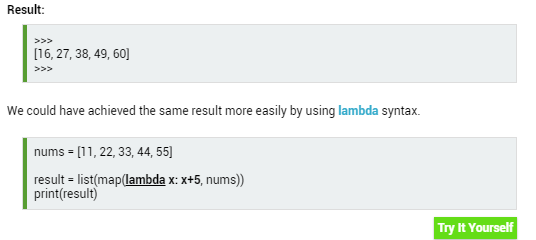 Result:
>>>
[16, 27, 38, 49, 60]
>>>
We could have achieved the same result more easily by using lambda syntax.
nums = [11, 22, 33, 44, 55]
result = list(map(lambda x: x+5, nums))
print(result)
Try It Yourself